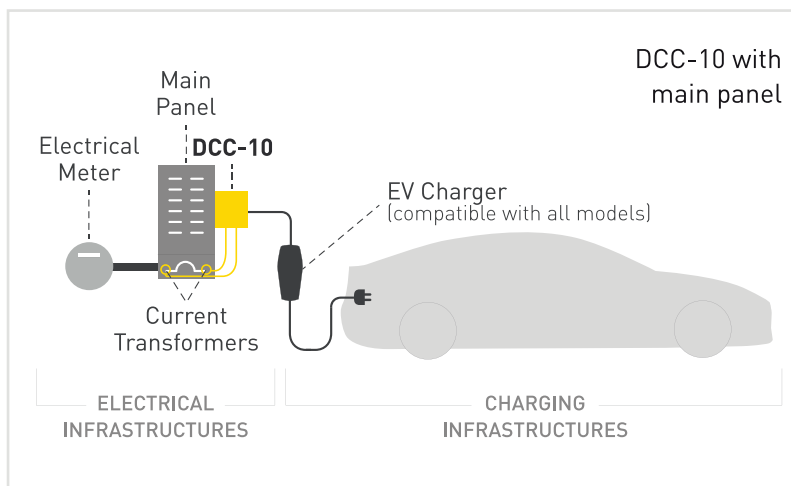 DCC-10 with
main panel
Main
Panel
Electrical
Meter
DCC-10
EV Charger
(compatible with all models)
Current
Transformers
ELECTRICAL
INFRASTRUCTURES
CHARGING
INFRASTRUCTURES